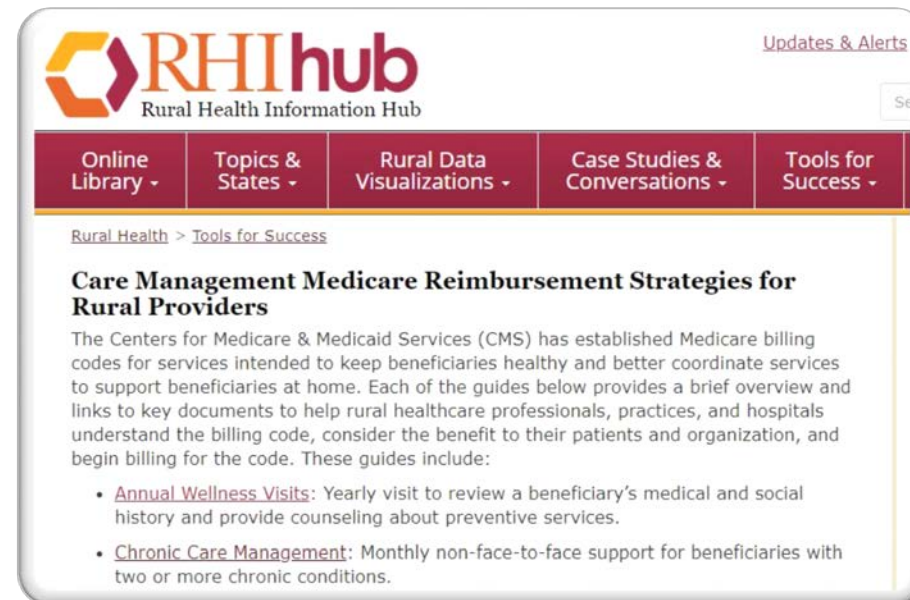 RHIhub
Rural Health Information Hub
Updates & Alerts
Online Library
Topics & States
Rural Data Visualizations
Case Studies & Conversations
Tools for Success
Rural Health > Tools for Success
Care Management Medicare Reimbursement Strategies for
Rural Providers
The Centers for Medicare & Medicaid Services (CMS) has established Medicare billing
codes for services intended to keep beneficiaries healthy and better coordinate services
to support beneficiaries at home. Each of the guides below provides a brief overview and
links to key documents to help rural healthcare professionals, practices, and hospitals
understand the billing code, consider the benefit to their patients and organization, and
begin billing for the code. These guides include:
• Annual Wellness Visits: Yearly visit to review a beneficiary's medical and social
history and provide counseling about preventive services.
• Chronic Care Management: Monthly non-face-to-face support for beneficiaries with
two or more chronic conditions.